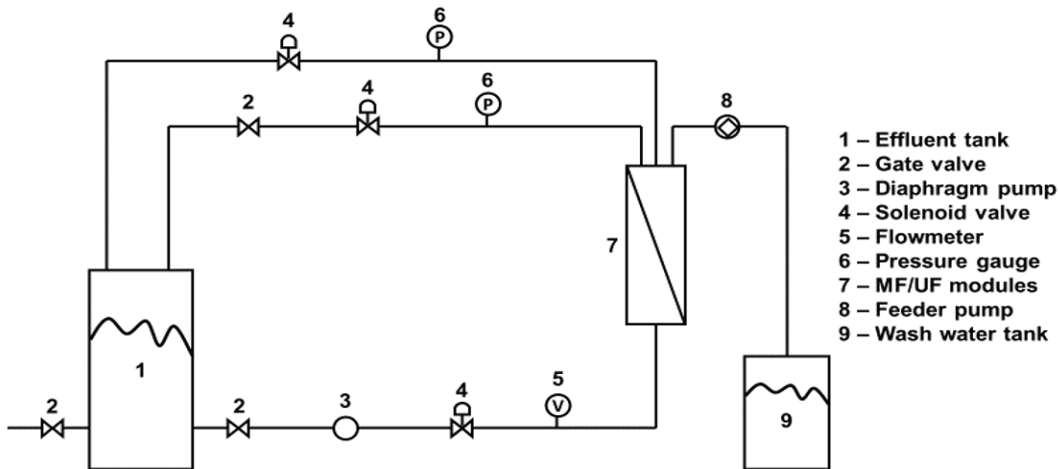 6
4
P
6
4
2
P
8
1 – Effluent tank
2 – Gate valve
3 – Diaphragm pump
4 – Solenoid valve
5 – Flowmeter
6 – Pressure gauge
7 – MF/UF modules
8 – Feeder pump
9 – Wash water tank
7
1
2
2
3
4
5
V
9